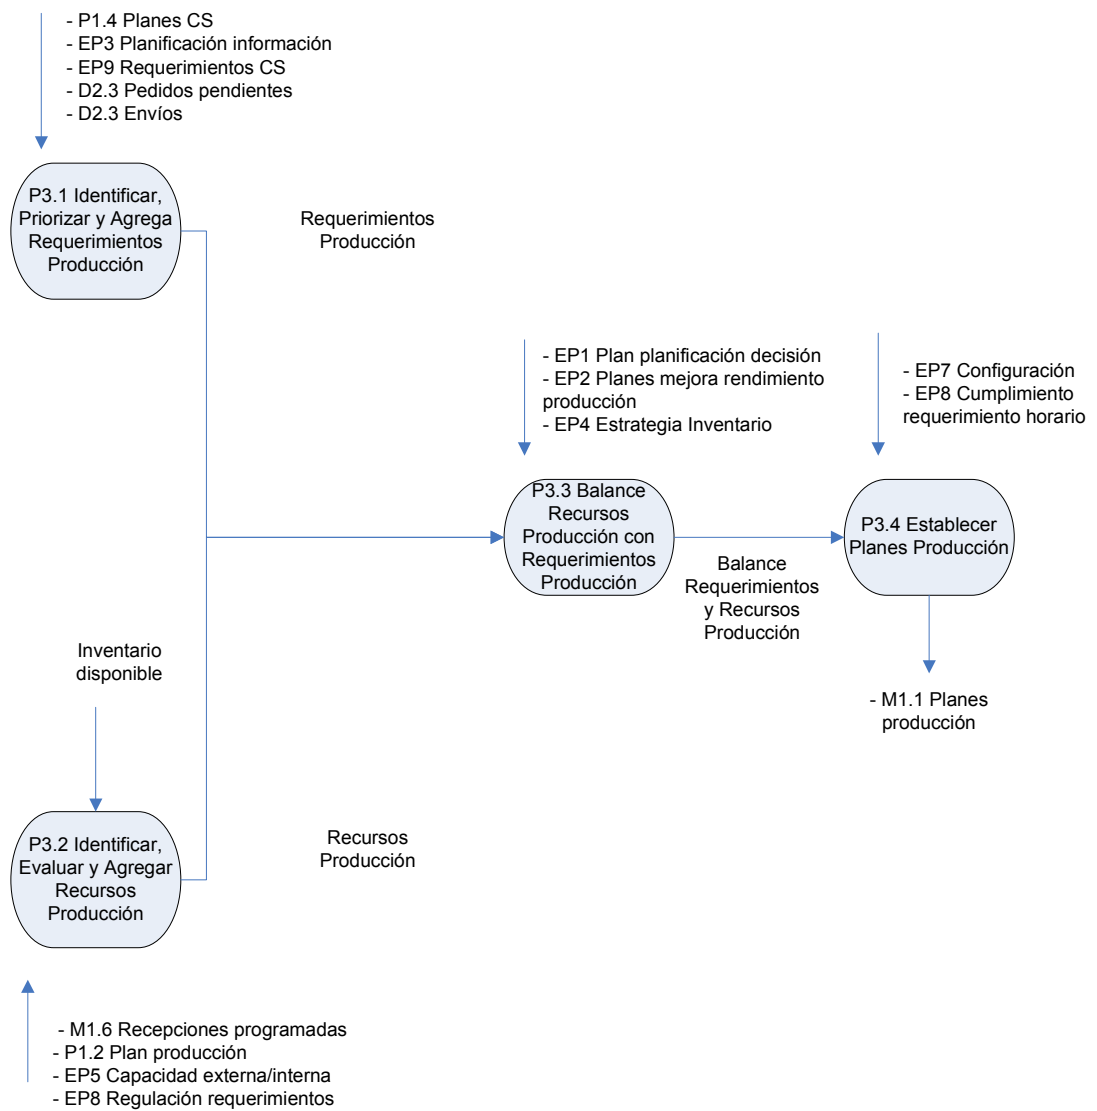 - P1.4 Planes CS
- EP3 Planificación información
- EP9 Requerimientos CS
- D2.3 Pedidos pendientes
- D2.3 Envíos
P3.1 Identificar,
Priorizar y Agrega
Requerimientos
Producción
Requerimientos
Producción
- EP1 Plan planificación decisión
- EP2 Planes mejora rendimiento
producción
- EP4 Estrategia Inventario
- EP7 Configuración
- EP8 Cumplimiento
requerimiento horario
P3.3 Balance
Recursos
Producción con
Requerimientos
Producción
P3.4 Establecer
Planes Producción
Balance
Requerimientos
y Recursos
Producción
Inventario
disponible
- M1.1 Planes
producción
P3.2 Identificar,
Evaluar y Agregar
Recursos
Producción
Recursos
Producción
- M1.6 Recepciones programadas
- P1.2 Plan producción
- EP5 Capacidad externa/interna
- EP8 Regulación requerimientos